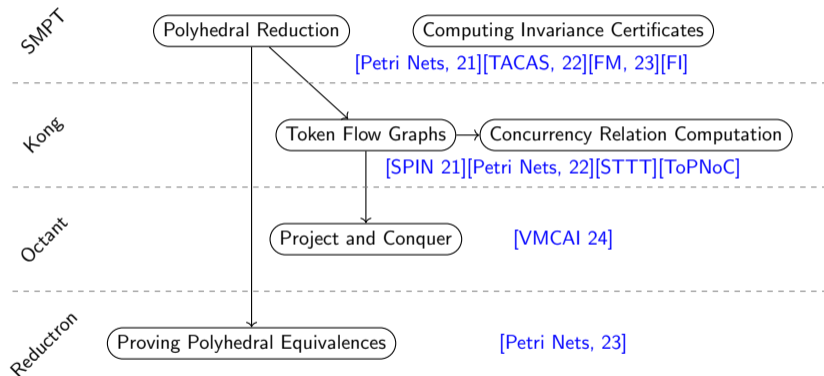 SMPT
Polyhedral Reduction
Computing Invariance Certificates
[Petri Nets, 21][TACAS, 22][FM, 23][FI]
Kong
Token Flow Graphs
Concurrency Relation Computation
[SPIN 21][Petri Nets, 22][STTT][ToPNoC]
Octant
Project and Conquer
[VMCAI 24]
Reductron
Proving Polyhedral Equivalences
[Petri Nets, 23]